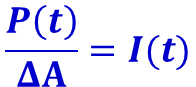 P(t)/ΔA = I(t)